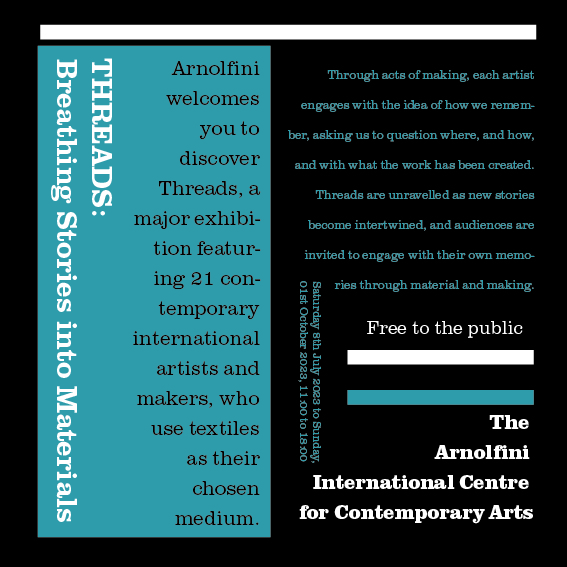 THREADS:
Breathing Stories into Materials
Arnolfini
welcomes
you to
discover
Threads, a
major exhibi-
tion featur-
ing 21 con-
temporary
international
artists and
makers, who
use textiles
as their
chosen
medium.
Through acts of making, each artist
engages with the idea of how we remem-
ber, asking us to question where, and how,
and with what the work has been created.
Threads are unravelled as new stories
become intertwined, and audiences are
invited to engage with their own memo-
ries through material and making.
Saturday 8th July 2023 to Sunday,
01st October 2023, 11:00 to 18:00
Free to the public
The
Arnolfini
International Centre
for Contemporary Arts